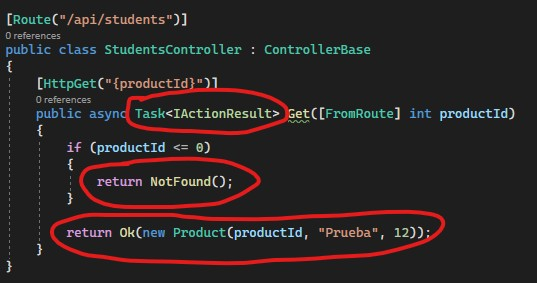 [Route("/api/students")]
0 references
public class StudentsController : ControllerBase
{
[HttpGet("{productId}")]
0 references
public async Task<IActionResult> Get([FromRoute] int productId)
{
if (productId <= 0)
{
return NotFound();
}
return Ok(new Product(productId, "Prueba", 12));
}
}